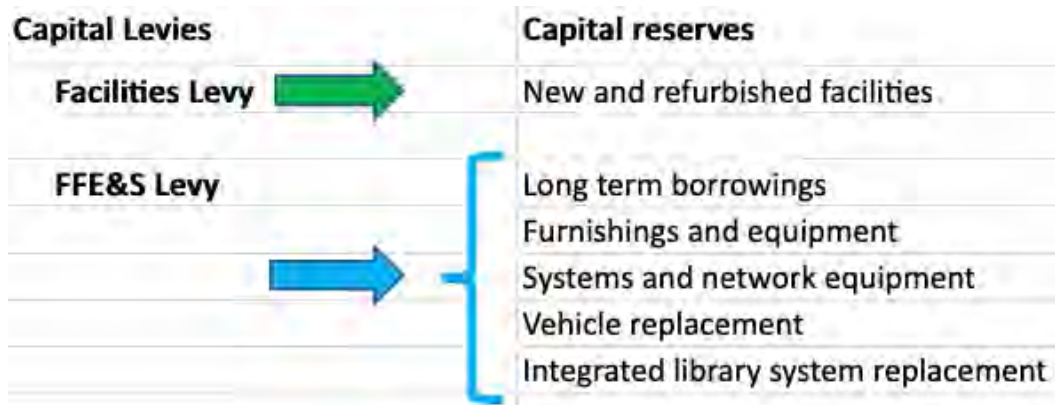 Capital Levies Capital reserves
Facilities Levy New and refurbished facilities
FFE&S Levy Long term borrowings
Furnishings and equipment
Systems and network equipment
Vehicle replacement
Integrated library system replacement